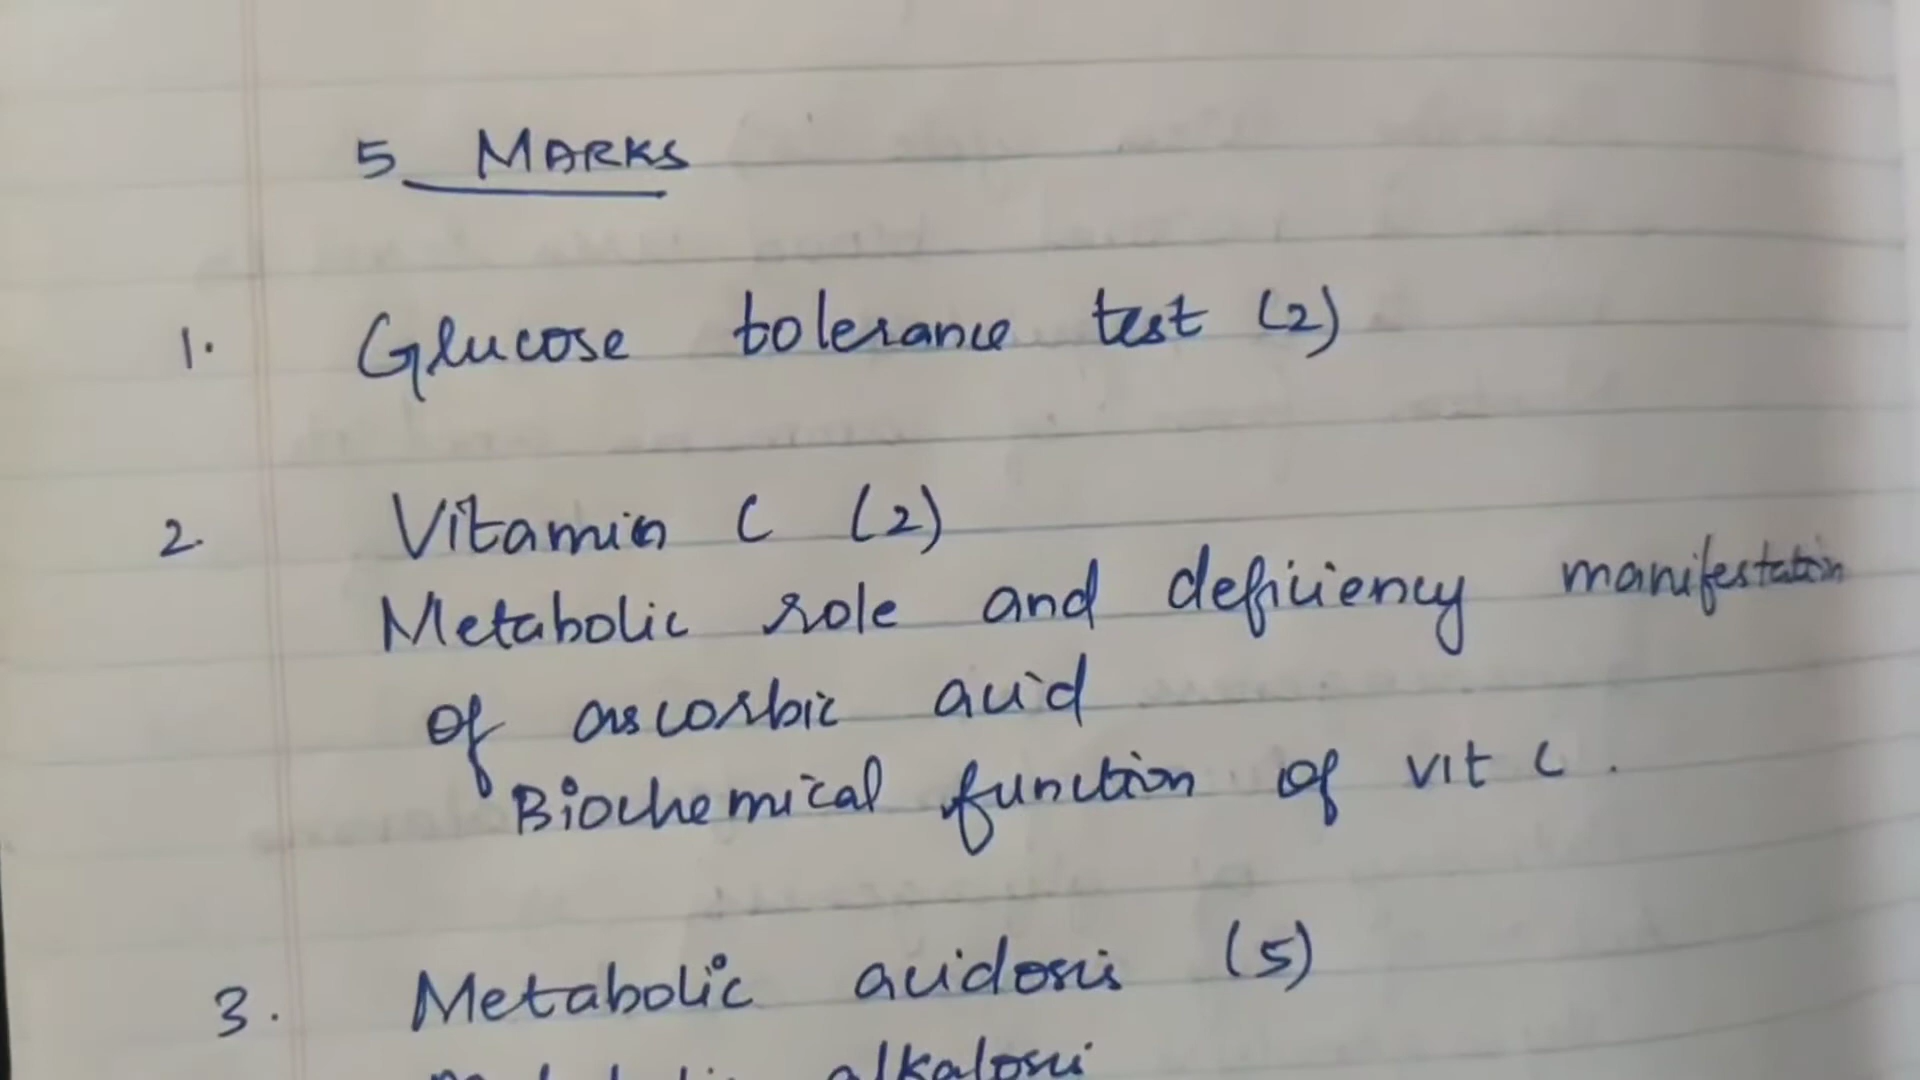 5 MARKS
1. Glucose tolerance test (2)
2. Vitamin C (2)
Metabolic role and deficiency manifestation
of ascorbic acid
Biochemical function of vit C.
3. Metabolic acidosis (5)
alkalosis